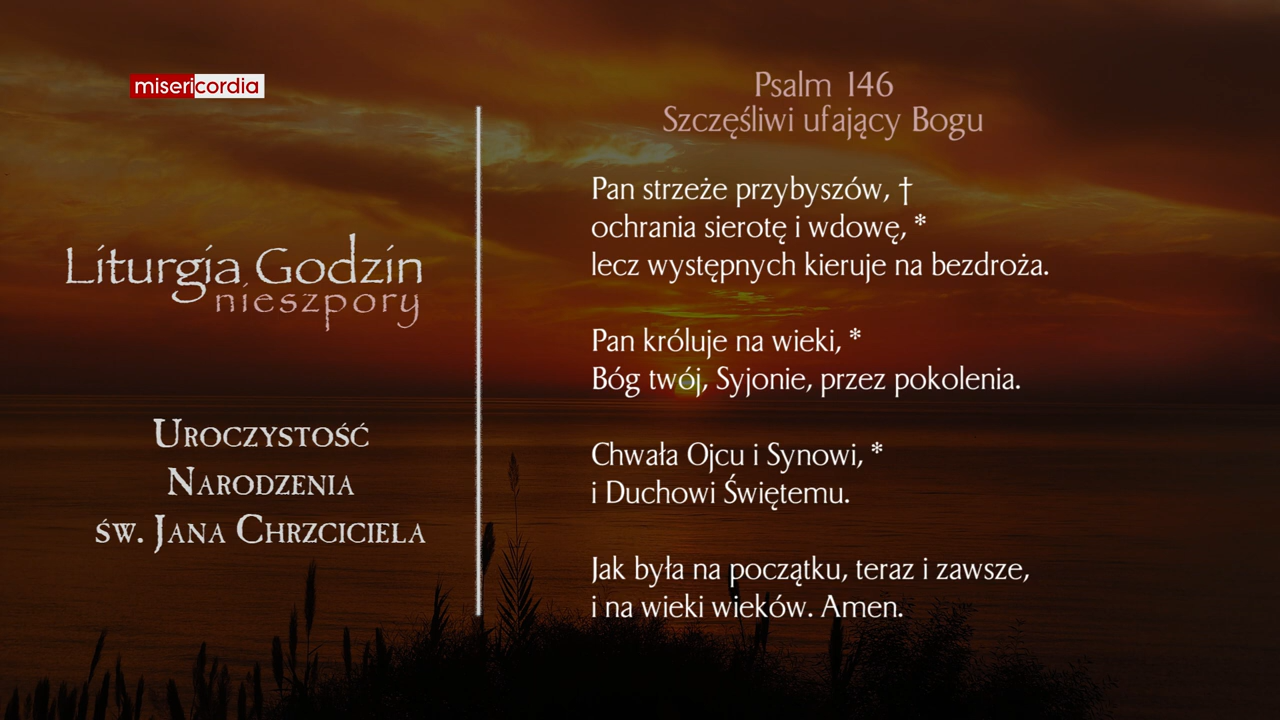 misericordia
Liturgia Godzin
nieszpory
Uroczystość
Narodzenia
św. Jana Chrzciciela
Psalm 146
Szczęśliwi ufający Bogu
Pan strzeże przybyszów, †
ochrania sierotę i wdowę, *
lecz występnych kieruje na bezdroża.
Pan króluje na wieki, *
Bóg twój, Syjonie, przez pokolenia.
Chwała Ojcu i Synowi, *
i Duchowi Świętemu.
Jak była na początku, teraz i zawsze,
i na wieki wieków. Amen.